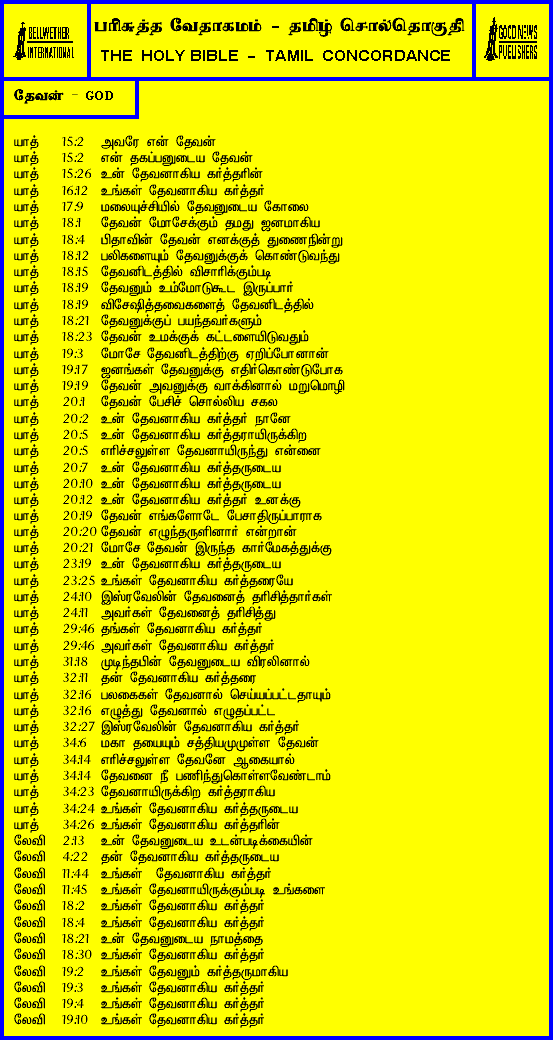 BELLWETHER
INTERNATIONAL
பரிசுத்த வேதாகமம் - தமிழ் சொல்தொகுதி
THE HOLY BIBLE - TAMIL CONCORDANCE
GOOD NEWS
PUBLISHERS
தேவன் - GOD
யாத் 15:2 அவரே என் தேவன்
யாத் 15:2 என் தகப்பனுடைய தேவன்
யாத் 15:26 உன் தேவனாகிய கர்த்தரின்
யாத் 16:12 உங்கள் தேவனாகிய கர்த்தர்
யாத் 17:9 மலையுச்சியில் தேவனுடைய கோலை
யாத் 18:1 தேவன் மோசேக்கும் தமது ஜனமாகிய
யாத் 18:4 பிதாவின் தேவன் எனக்குத் துணைநின்று
யாத் 18:12 பலிகளையும் தேவனுக்குக் கொண்டுவந்து
யாத் 18:15 தேவனிடத்தில் விசாரிக்கும்படி
யாத் 18:19 தேவனும் உம்மோடுகூட இருப்பார்
யாத் 18:19 விசேஷித்தவைகளைத் தேவனிடத்தில்
யாத் 18:21 தேவனுக்குப் பயந்தவர்களும்
யாத் 18:23 தேவன் உமக்குக் கட்டளையிடுவதும்
யாத் 19:3 மோசே தேவனிடத்திற்கு ஏறிப்போனான்
யாத் 19:17 ஜனங்கள் தேவனுக்கு எதிர்கொண்டுபோக
யாத் 19:19 தேவன் அவனுக்கு வாக்கினால் மறுமொழி
யாத் 20:1 தேவன் பேசிச் சொல்லிய சகல
யாத் 20:2 உன் தேவனாகிய கர்த்தர் நானே
யாத் 20:5 உன் தேவனாகிய கர்த்தராயிருக்கிற
யாத் 20:5 எரிச்சலுள்ள தேவனாயிருந்து என்னை
யாத் 20:7 உன் தேவனாகிய கர்த்தருடைய
யாத் 20:10 உன் தேவனாகிய கர்த்தருடைய
யாத் 20:12 உன் தேவனாகிய கர்த்தர் உனக்கு
யாத் 20:19 தேவன் எங்களோடே பேசாதிருப்பாராக
யாத் 20:20 தேவன் எழுந்தருளினார் என்றான்
யாத் 20:21 மோசே தேவன் இருந்த கார்மேகத்துக்கு
யாத் 23:19 உன் தேவனாகிய கர்த்தருடைய
யாத் 23:25 உங்கள் தேவனாகிய கர்த்தரையே
யாத் 24:10 இஸ்ரவேலின் தேவனைத் தரிசித்தார்கள்
யாத் 24:11 அவர்கள் தேவனைத் தரிசித்து
யாத் 29:46 தங்கள் தேவனாகிய கர்த்தர்
யாத் 29:46 அவர்கள் தேவனாகிய கர்த்தர்
யாத் 31:18 முடிந்தபின் தேவனுடைய விரலினால்
யாத் 32:11 தன் தேவனாகிய கர்த்தரை
யாத் 32:16 பலகைகள் தேவனால் செய்யப்பட்டதாயும்
யாத் 32:16 எழுத்து தேவனால் எழுதப்பட்ட
யாத் 32:27 இஸ்ரவேலின் தேவனாகிய கர்த்தர்
யாத் 34:6 மகா தயையும் சத்தியமுமுள்ள தேவன்
யாத் 34:14 எரிச்சலுள்ள தேவனே ஆகையால்
யாத் 34:14 தேவனை நீ பணிந்துகொள்ளவேண்டாம்
யாத் 34:23 தேவனாயிருக்கிற கர்த்தராகிய
யாத் 34:24 உங்கள் தேவனாகிய கர்த்தருடைய
யாத் 34:26 உங்கள் தேவனாகிய கர்த்தரின்
லேவி 2:13 உன் தேவனுடைய உடன்படிக்கையின்
லேவி 4:22 தன் தேவனாகிய கர்த்தருடைய
லேவி 11:44 உங்கள் தேவனாகிய கர்த்தர்
லேவி 11:45 உங்கள் தேவனாயிருக்கும்படி உங்களை
லேவி 18:2 உங்கள் தேவனாகிய கர்த்தர்
லேவி 18:4 உங்கள் தேவனாகிய கர்த்தர்
லேவி 18:21 உன் தேவனுடைய நாமத்தை
லேவி 18:30 உங்கள் தேவனாகிய கர்த்தர்
லேவி 19:2 உங்கள் தேவனும் கர்த்தருமாகிய
லேவி 19:3 உங்கள் தேவனாகிய கர்த்தர்
லேவி 19:4 உங்கள் தேவனாகிய கர்த்தர்
லேவி 19:10 உங்கள் தேவனாகிய கர்த்தர்